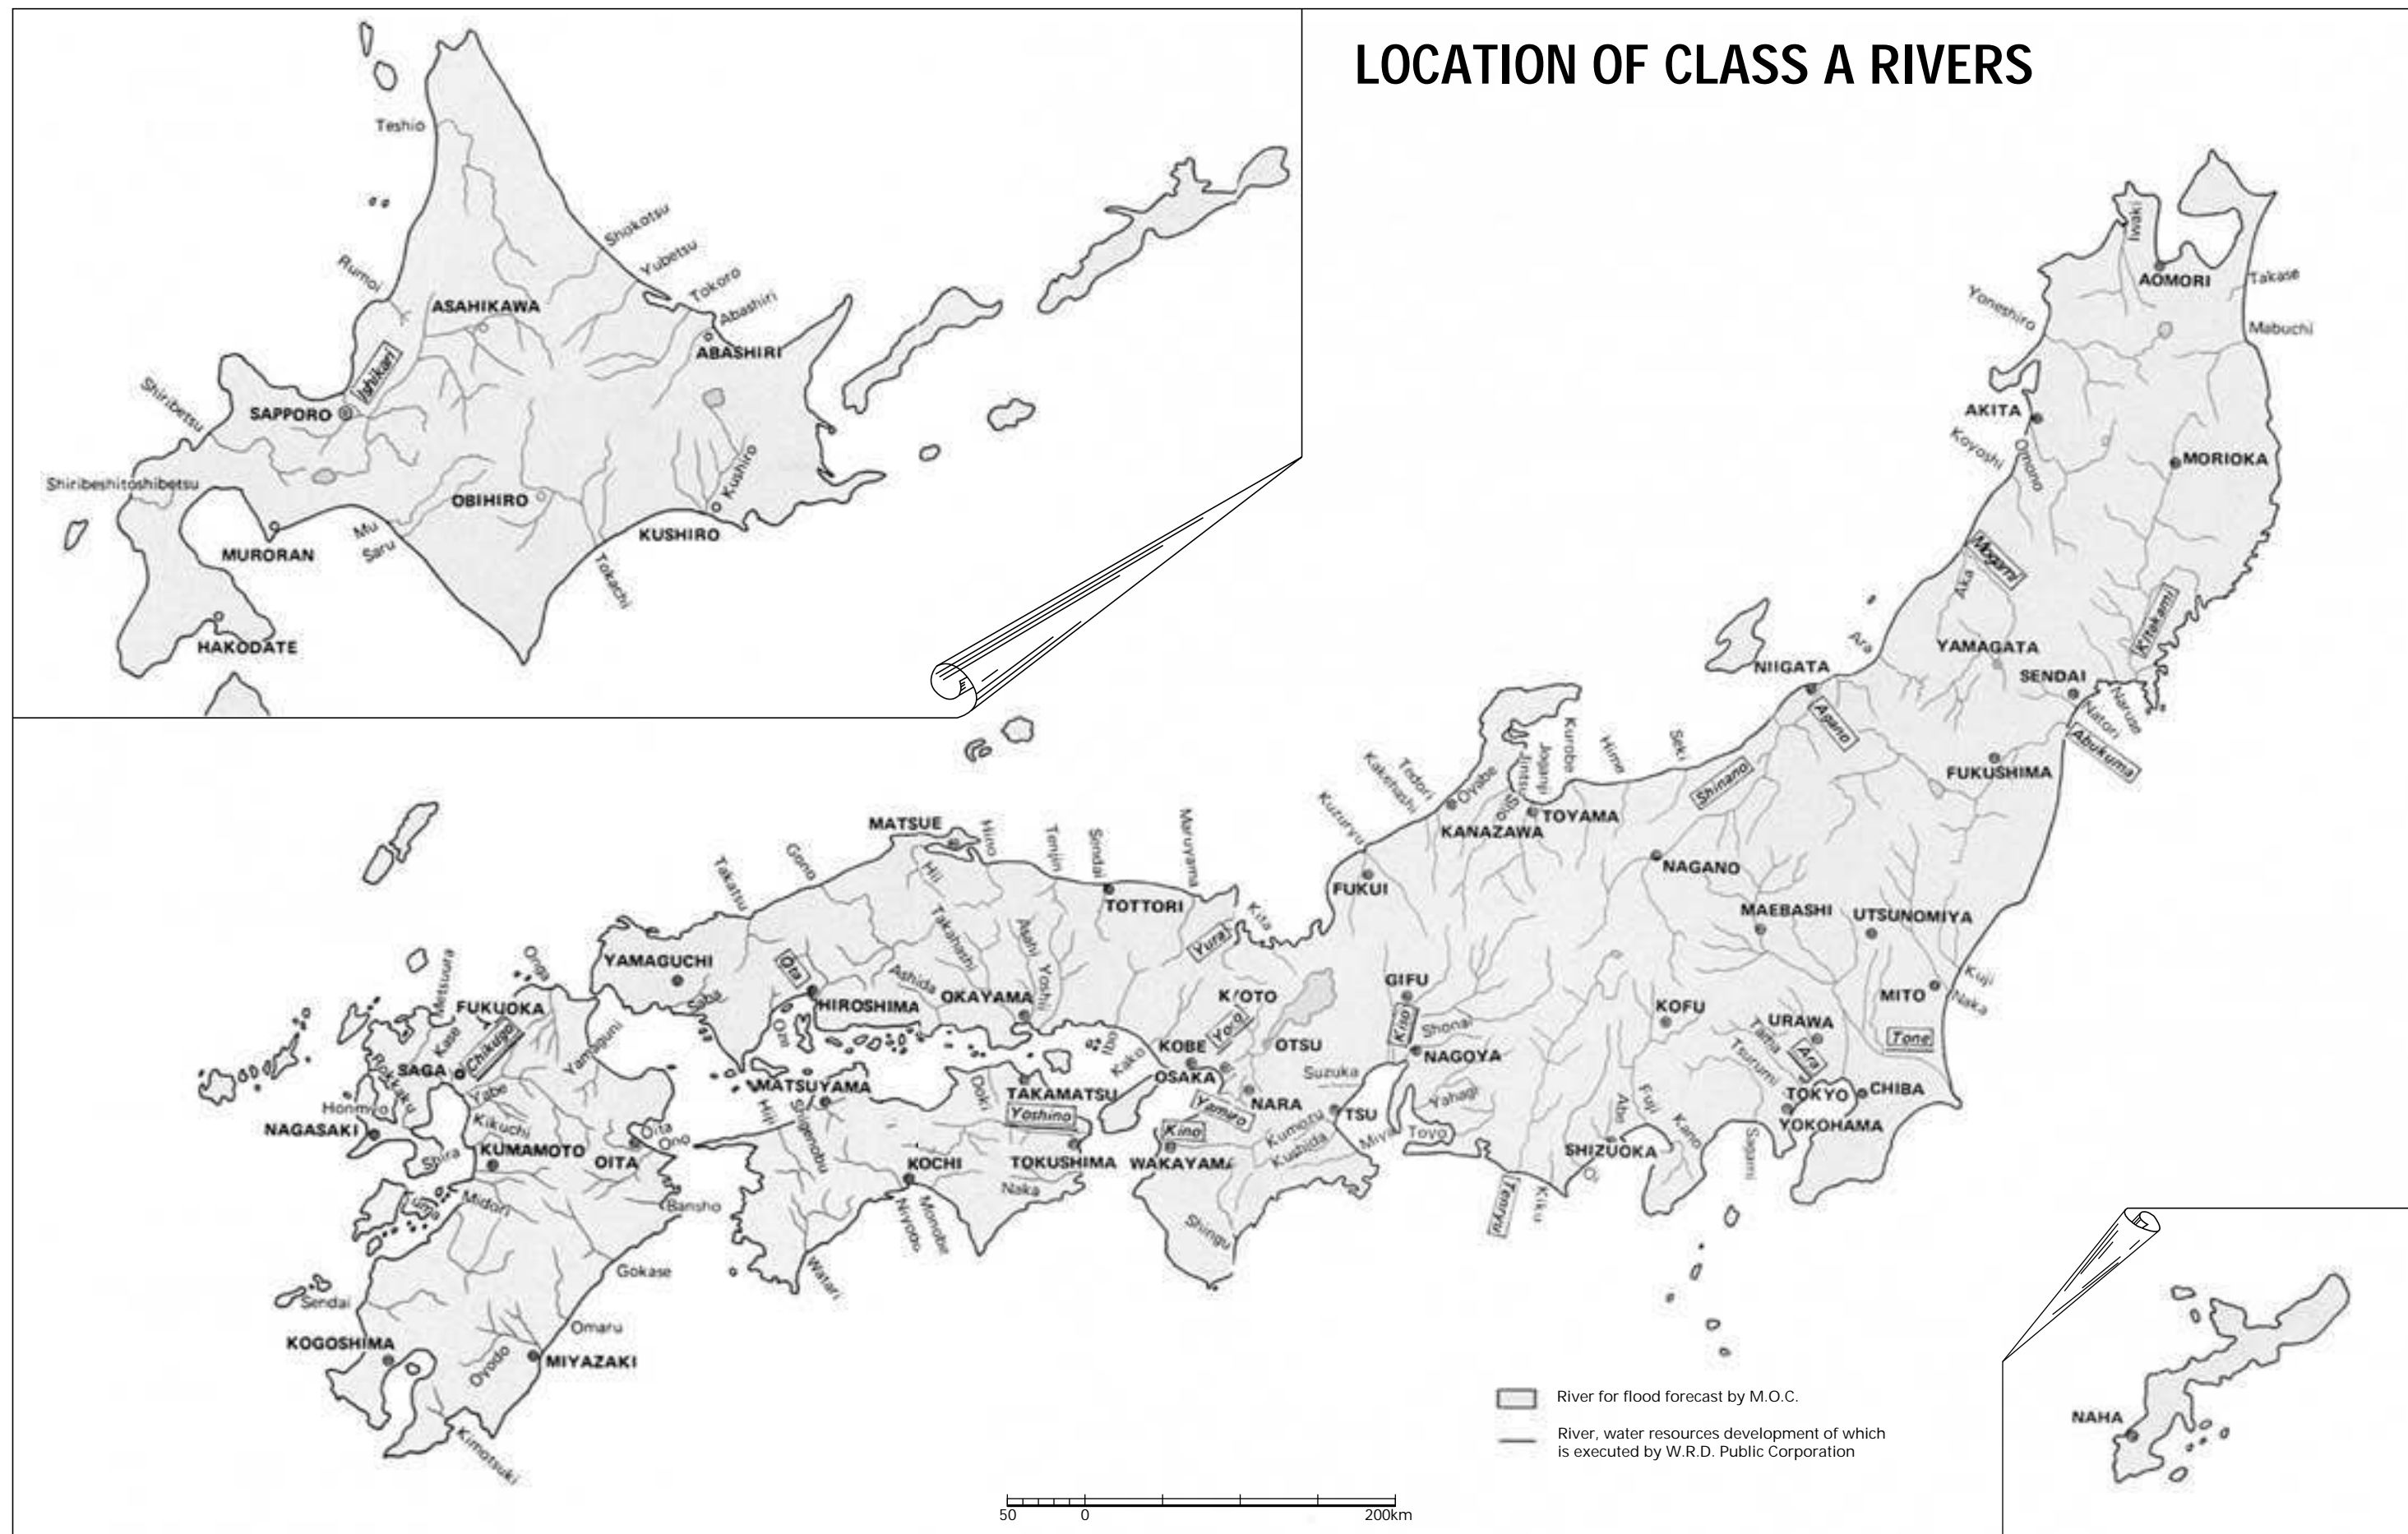 LOCATION OF CLASS A RIVERS
Teshio
Shokotsu
Yubetsu
Tokoro
Abashiri
Rumoi
ASAHIKAWA
ABASHIRI
Ishikari
Shiribetsu
SAPPORO
Shiribeshitoshibetsu
OBIHIRO
Kushiro
KUSHIRO
Mu
Saru
MURORAN
Tokachi
HAKODATE
Iwaki
AOMORI
Takase
Yoneshiro
Mabuchi
AKITA
Koyoshi
Omono
MORIOKA
Mogami
Aka
Kitakami
Ara
YAMAGATA
NIIGATA
SENDAI
Naruse
Natori
Abukuma
Agano
FUKUSHIMA
Kurobe
Joganji
Jintsu
Sho
Hime
Seki
Shinano
Tedori
Kakehashi
Oyabe
KANAZAWA
TOYAMA
Kuzuryu
NAGANO
FUKUI
MAEBASHI
UTSUNOMIYA
Kuji
Naka
MITO
MATSUE
Hino
Tenjin
Sindai
Maruyama
Gono
Hii
Takatsu
TOTTORI
Kita
Yura
Takahashi
Asahi
Yoshii
Ashida
OKAYAMA
YAMAGUCHI
Ota
Saba
HIROSHIMA
Oze
Onga
Metsuura
FUKUOKA
Kase
Chikugo
Yamaguni
SAGA
Rokkaku
Yabe
Honmyo
NAGASAKI
Kikuchi
Shira
KUMAMOTO
Oita
Ono
OITA
Kuma
Midori
Bansho
Gokase
Sendai
Omaru
KOGOSHIMA
Oyodo
MIYAZAKI
Kimotsuki
MATSUYAMA
Hiji
Shigenobu
Ooki
TAKAMATSU
Yoshino
KOCHI
TOKUSHIMA
Naka
Niyodo
Monobe
Watari
Ibo
Kako
KOBE
Yoro
K/OTO
OTSU
OSAKA
NARA
Yamato
Kino
WAKAYAMA
Shingu
Suzuka
TSU
Kumozu
Kushida
Miya
GIFU
Kiso
Shonai
NAGOYA
Yahagi
Toyo
Tenryu
Kiku
KOFU
SHIZUOKA
Oi
Abe
Fuji
Kano
URAWA
Tama
Tsurumi
Ara
Tone
TOKYO
CHIBA
YOKOHAMA
Sagami
NAHA
River for flood forecast by M.O.C.
River, water resources development of which
is executed by W.R.D. Public Corporation
50
0
200km